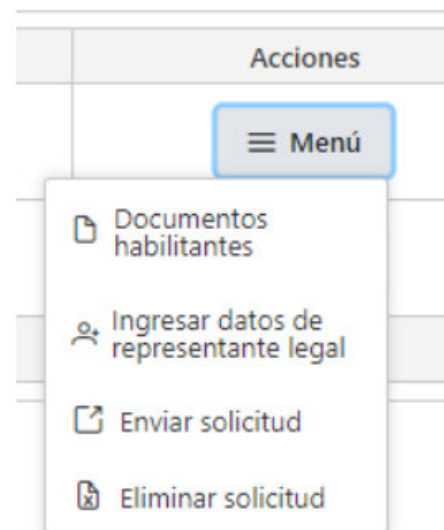 Acciones
Menú
Documentos
habilitantes
Ingresar datos de
representante legal
Enviar solicitud
Eliminar solicitud